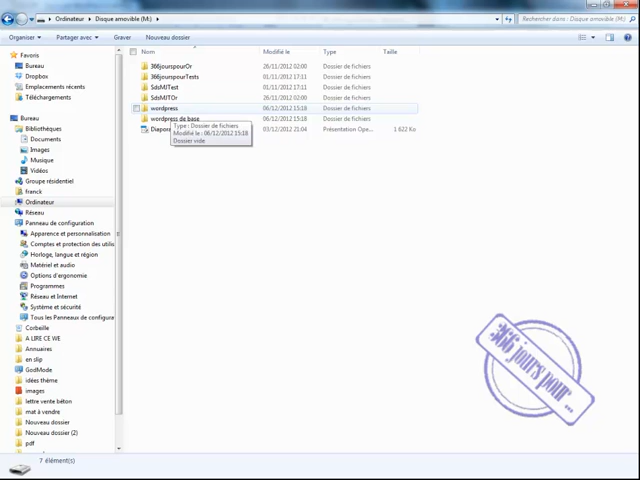 Ordinateur ▸ Disque amovible (M:) ▸
Rechercher dans : Disque amovible (M:)
Organiser Partager avec Graver Nouveau dossier
Nom Modifié le Type Taille
366jourspourOr 26/11/2012 02:00 Dossier de fichiers
366jourspourTests 01/12/2012 17:11 Dossier de fichiers
SdsMJTest 01/12/2012 17:11 Dossier de fichiers
SdsMJTOr 26/11/2012 02:00 Dossier de fichiers
wordpress 06/12/2012 15:18 Dossier de fichiers
wordpress de base 06/12/2012 15:18 Dossier de fichiers
03/12/2012 21:04 Présentation Ope... 1 622 Ko
Type : Dossier de fichiers
Modifié le : 06/12/2012 15:18
Dossier vide
Favoris
Bureau
Dropbox
Emplacements récents
Téléchargements
Bureau
Bibliothèques
Documents
Images
Musique
Vidéos
Groupe résidentiel
franck
Ordinateur
Réseau
Panneau de configuration
Apparence et personnalisation
Comptes et protection des utilis
Horloge, langue et région
Matériel et audio
Options d'ergonomie
Programmes
Réseau et Internet
Système et sécurité
Tous les Panneaux de configura
Corbeille
A LIRE CE WE
Annuaires
en slip
GodMode
idées thème
images
lettre vente béton
mat à vendre
Nouveau dossier
Nouveau dossier (2)
pdf
7 élément(s)
366 jours pour...